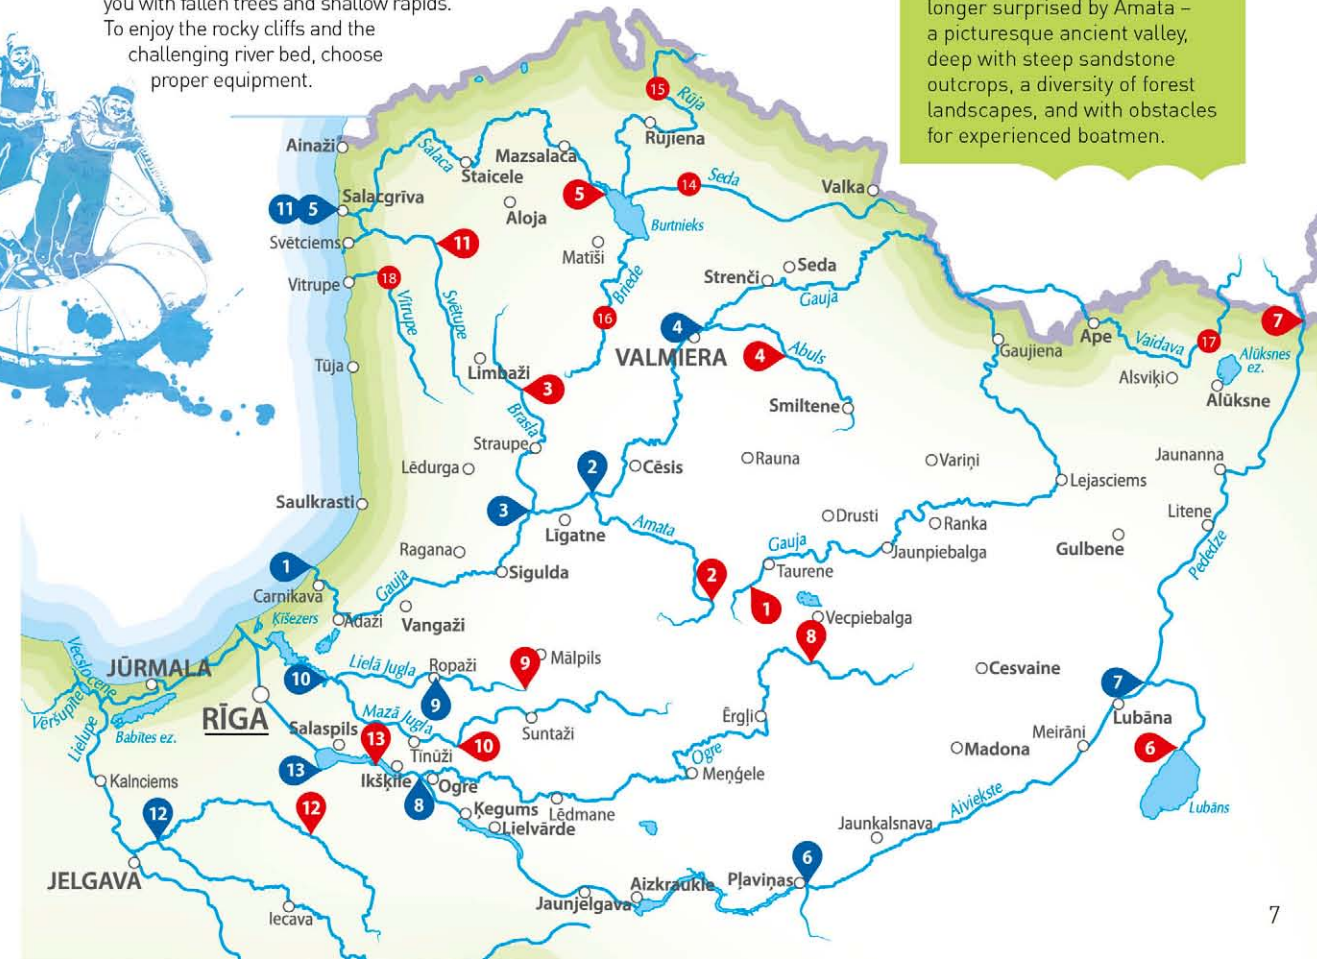 you with fallen trees and shallow rapids.
To enjoy the rocky cliffs and the
challenging river bed, choose
proper equipment.
longer surprised by Amata –
a picturesque ancient valley,
deep with steep sandstone
outcrops, a diversity of forest
landscapes, and with obstacles
for experienced boatmen.
15
Rūja
Rūjiena
Ainaži
Salaca
Mazsalaca
Staicele
14
Seda
Valka
Salacgrīva
11
5
5
Aloja
Burtnieks
Svētciems
11
Matīši
Vitrupe
18
Vitrupe
Svētupe
Briede
16
Strenči
Seda
Gauja
4
VALMIERA
4
Abuls
Smiltene
Gaujiena
Ape
Vaidava
17
7
Alūksnes
ez.
Alsviķi
Alūksne
Tūja
Limbaži
3
Brasla
Straupe
Lēdurga
2
Cēsis
Rauna
Variņi
Jaunanna
Lejasciems
Saulkrasti
3
Līgatne
Amata
Drusti
Ranka
Litene
Gulbene
Ragana
Gauja
Jaunpiebalga
Pededze
1
Sigulda
Taurene
2
1
Carnikava
Gauja
Ādaži
Vangaži
Ķīšezers
Vecpiebalga
8
Vecslocene
JŪRMALA
Lielā Jugla
Ropaži
9
Mālpils
Cesvaine
10
9
7
Vēršupīte
Lielupe
Babītes ez.
RĪGA
Mazā Jugla
Suntaži
Ērgļi
Lubāna
Salaspils
13
Tīnūži
10
Ogre
Madona
Meirāni
6
Kalnciems
13
Ikšķile
Ogre
Meņģele
8
Lēdmane
Aiviekste
Lubāns
12
12
Ķegums
Lielvārde
Jaunkalsnava
6
JELGAVA
Aizkraukle
Pļaviņas
Jaunjelgava
Iecava
7